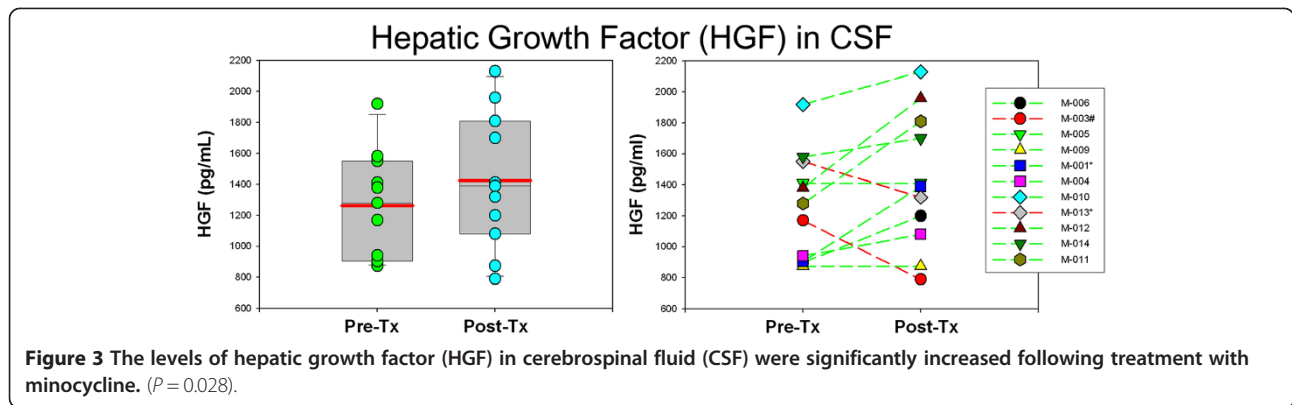 Hepatic Growth Factor (HGF) in CSF
HGF (pg/mL)
2200
2000
1800
1600
1400
1200
1000
800
600
Pre-Tx Post-Tx
HGF (pg/ml)
2200
2000
1800
1600
1400
1200
1000
800
600
Pre-Tx Post-Tx
M-006
M-003#
M-005
M-009
M-001*
M-004
M-010
M-013*
M-012
M-014
M-011
Figure 3 The levels of hepatic growth factor (HGF) in cerebrospinal fluid (CSF) were significantly increased following treatment with
minocycline. (P = 0.028).